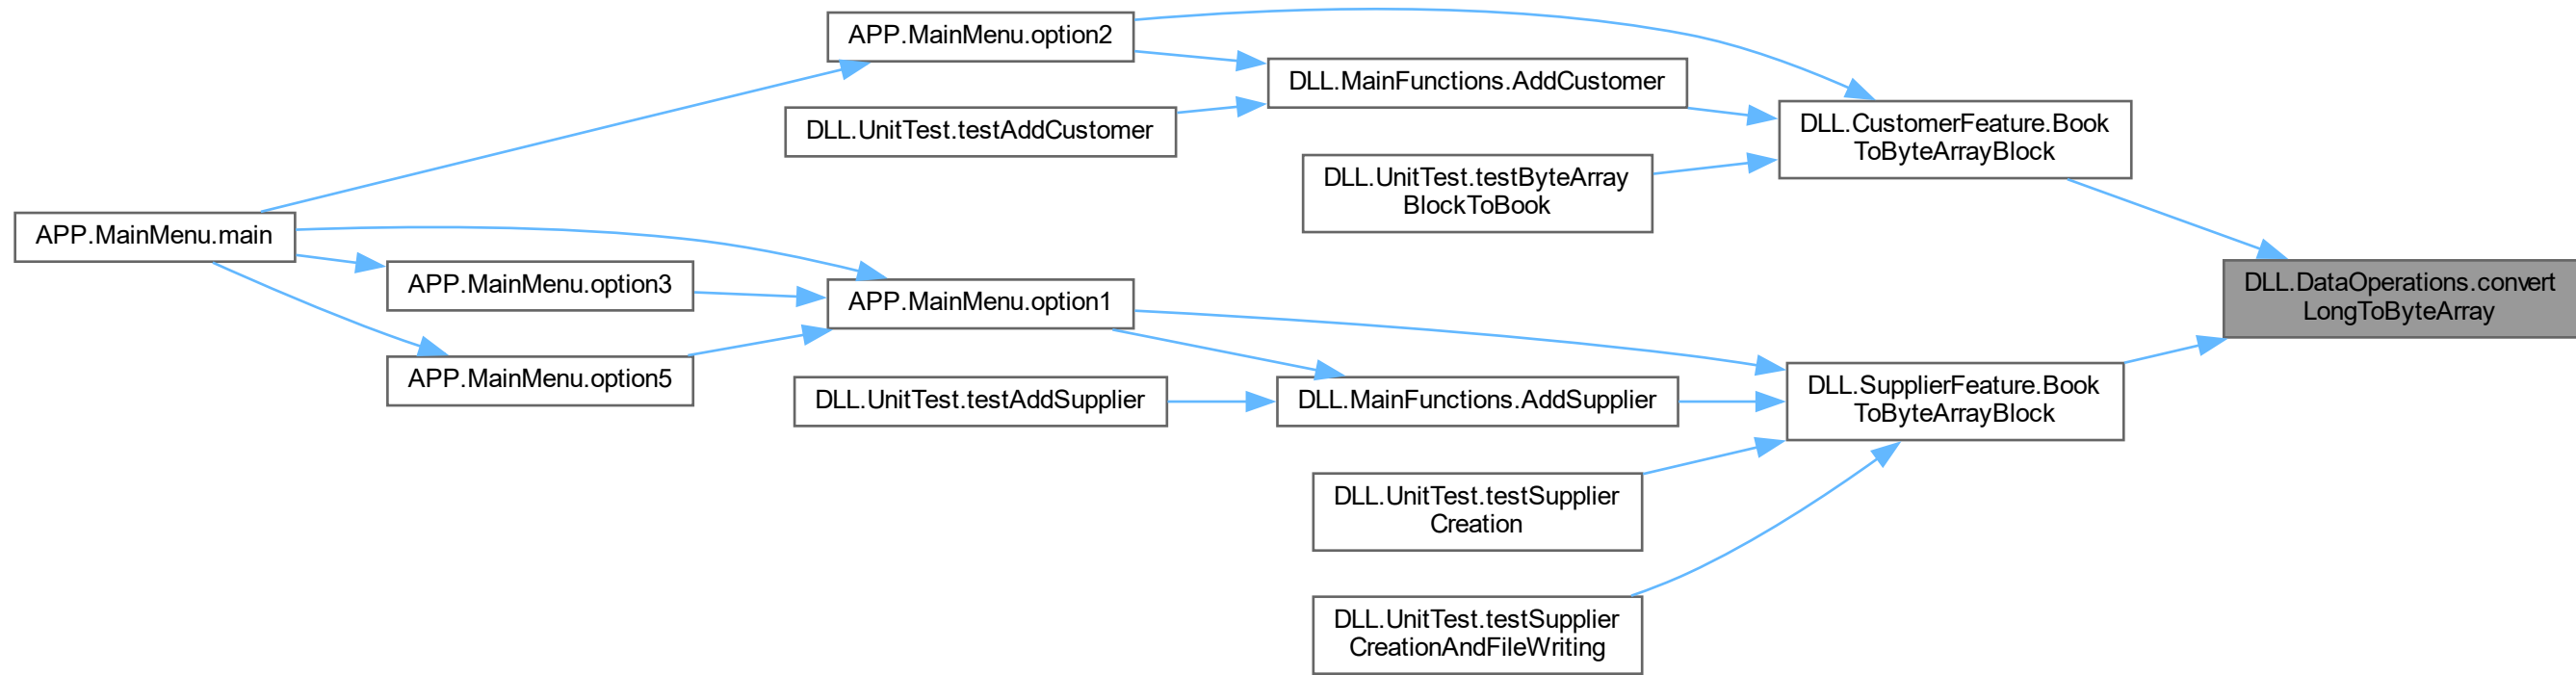 APP.MainMenu.option2
DLL.MainFunctions.AddCustomer
DLL.UnitTest.testAddCustomer
DLL.CustomerFeature.Book
ToByteArrayBlock
DLL.UnitTest.testByteArray
BlockToBook
APP.MainMenu.main
APP.MainMenu.option3
APP.MainMenu.option1
DLL.DataOperations.convert
LongToByteArray
APP.MainMenu.option5
DLL.UnitTest.testAddSupplier
DLL.MainFunctions.AddSupplier
DLL.SupplierFeature.Book
ToByteArrayBlock
DLL.UnitTest.testSupplier
Creation
DLL.UnitTest.testSupplier
CreationAndFileWriting